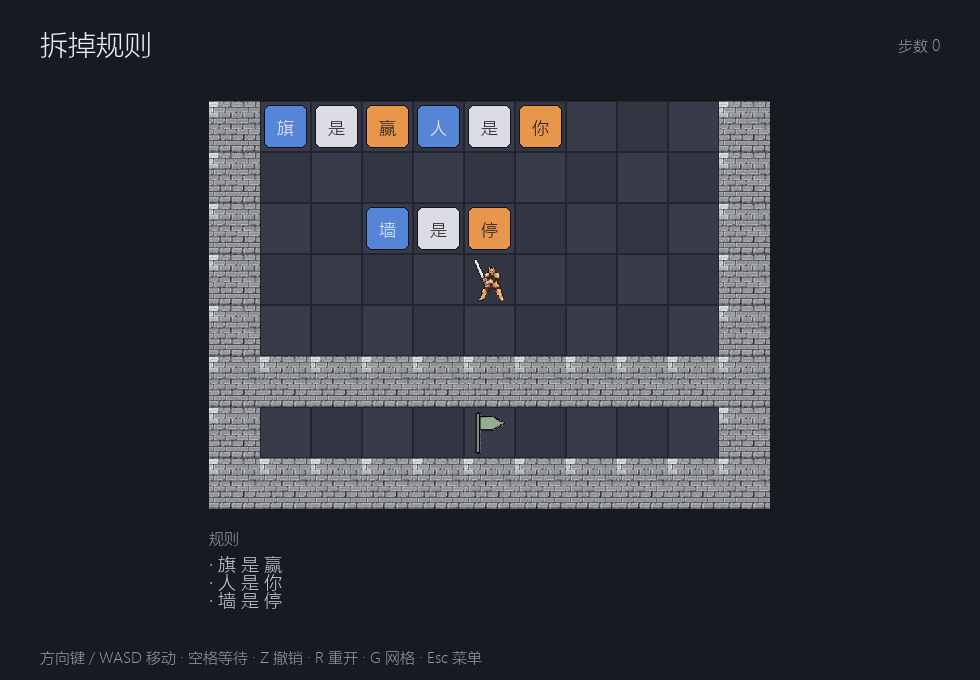 拆掉规则
步数 0
旗 是 赢 人 是 你
墙 是 停
规则
· 旗 是 赢
· 人 是 你
· 墙 是 停
方向键 / WASD 移动 · 空格等待 · Z 撤销 · R 重开 · G 网格 · Esc 菜单